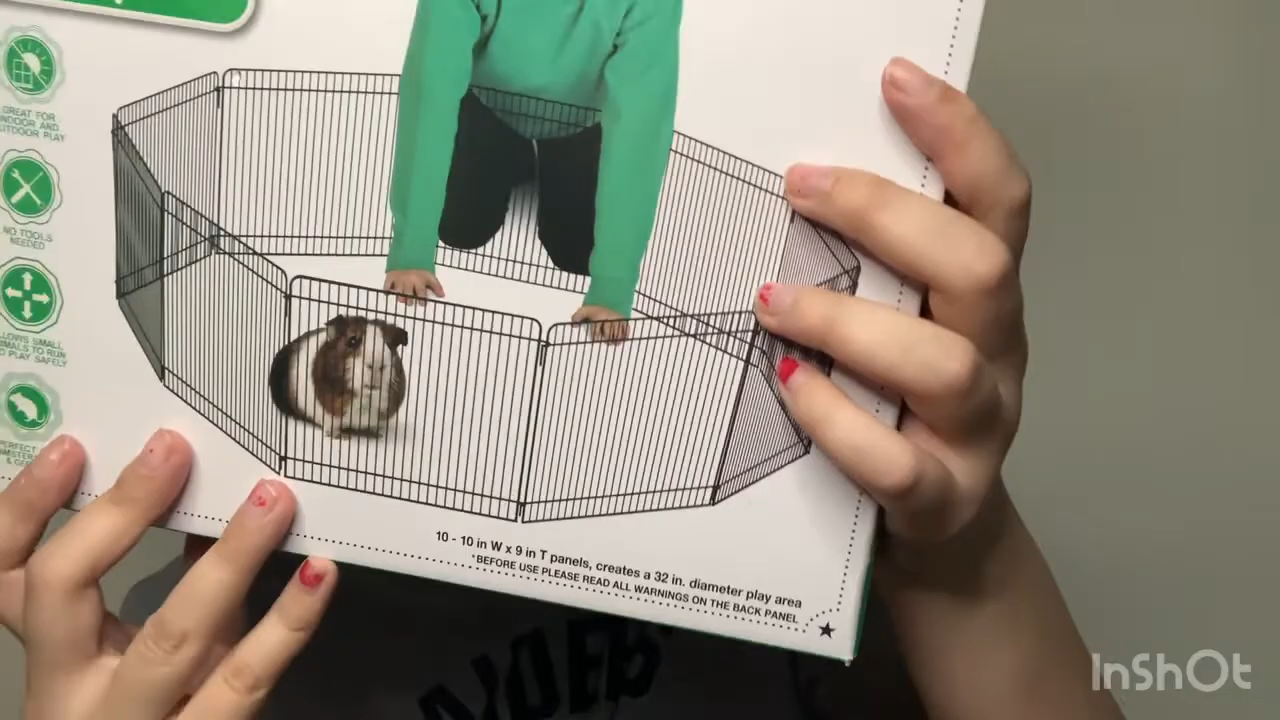 GREAT FOR
INDOOR AND
OUTDOOR PLAY
NO TOOLS
NEEDED
ALLOWS SMALL
ANIMALS TO RUN
AND PLAY SAFELY
PERFECT
10 - 10 in W x 9 in T panels, creates a 32 in. diameter play area
*BEFORE USE PLEASE READ ALL WARNINGS ON THE BACK PANEL
InShOt